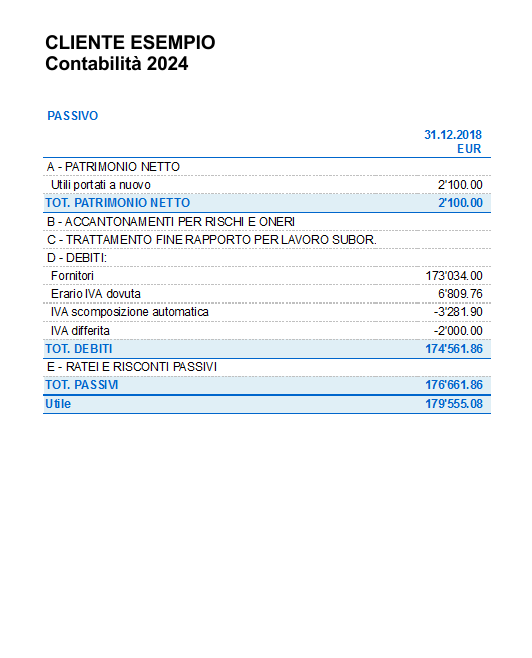 CLIENTE ESEMPIO
Contabilità 2024
PASSIVO
31.12.2018
EUR
A - PATRIMONIO NETTO
Utili portati a nuovo 2'100.00
TOT. PATRIMONIO NETTO 2'100.00
B - ACCANTONAMENTI PER RISCHI E ONERI
C - TRATTAMENTO FINE RAPPORTO PER LAVORO SUBOR.
D - DEBITI:
Fornitori 173'034.00
Erario IVA dovuta 6'809.76
IVA scomposizione automatica -3'281.90
IVA differita -2'000.00
TOT. DEBITI 174'561.86
E - RATEI E RISCONTI PASSIVI
TOT. PASSIVI 176'661.86
Utile 179'555.08